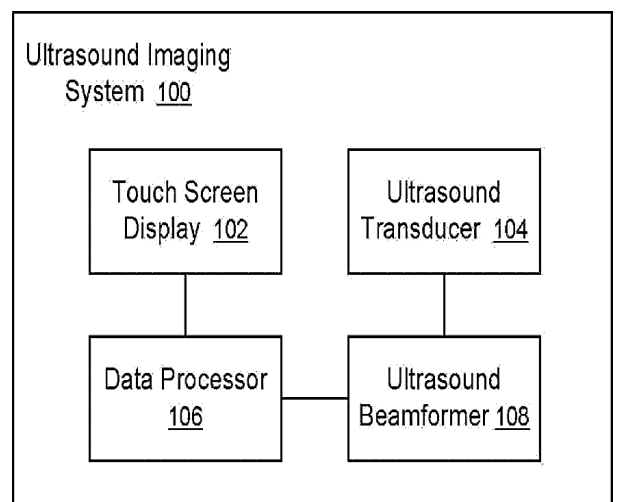 Ultrasound Imaging
System 100
Touch Screen
Display 102
Ultrasound
Transducer 104
Data Processor
106
Ultrasound
Beamformer 108